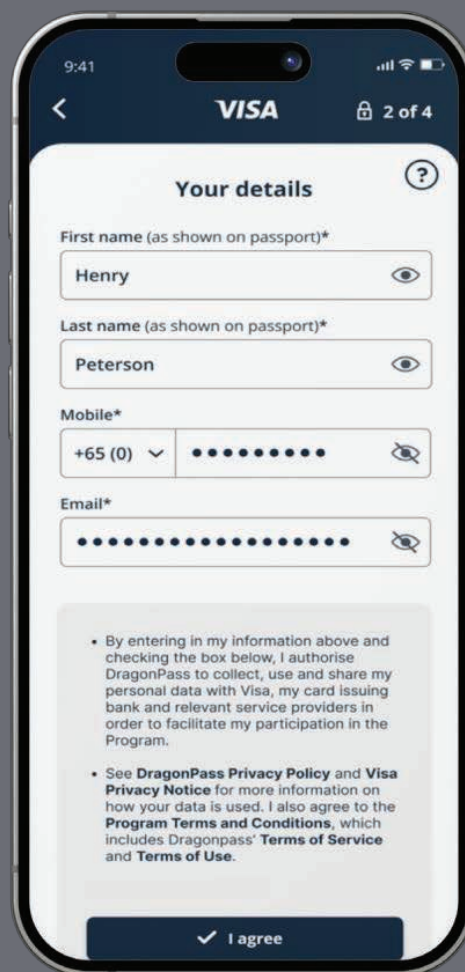 9:41
VISA
2 of 4
?
Your details
First name (as shown on passport)*
Henry
Last name (as shown on passport)*
Peterson
Mobile*
+65 (0) •••••••••
Email*
••••••••••••••••••
• By entering in my information above and
checking the box below, I authorise
DragonPass to collect, use and share my
personal data with Visa, my card issuing
bank and relevant service providers in
order to facilitate my participation in the
Program.
• See DragonPass Privacy Policy and Visa
Privacy Notice for more information on
how your data is used. I also agree to the
Program Terms and Conditions, which
includes Dragonpass' Terms of Service
and Terms of Use.
✓ I agree